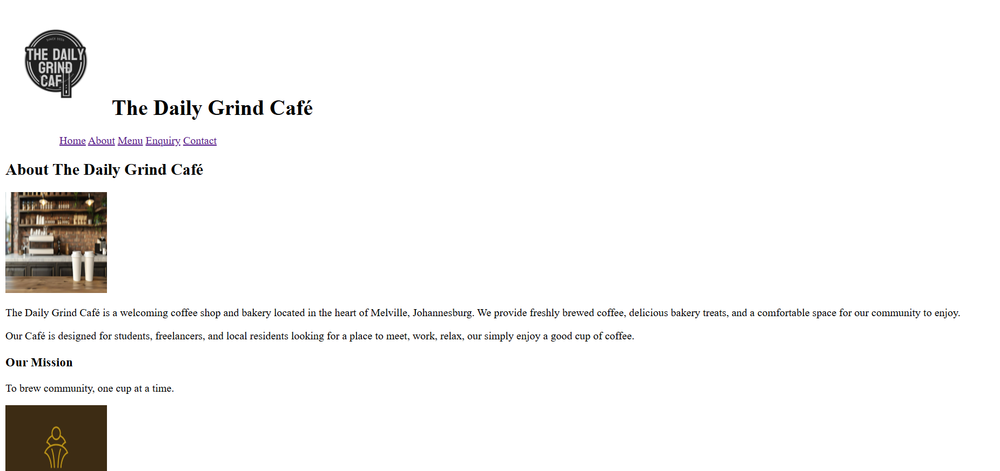 SINCE 2024
THE DAILY
GRIND
CAF
The Daily Grind Café
Home About Menu Enquiry Contact
About The Daily Grind Café
The Daily Grind Café is a welcoming coffee shop and bakery located in the heart of Melville, Johannesburg. We provide freshly brewed coffee, delicious bakery treats, and a comfortable space for our community to enjoy.
Our Café is designed for students, freelancers, and local residents looking for a place to meet, work, relax, our simply enjoy a good cup of coffee.
Our Mission
To brew community, one cup at a time.